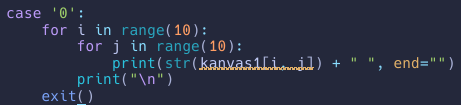 case '0':
    for i in range(10):
        for j in range(10):
            print(str(kanvas1[i, j]) + " ", end="")
        print("\n")
    exit()